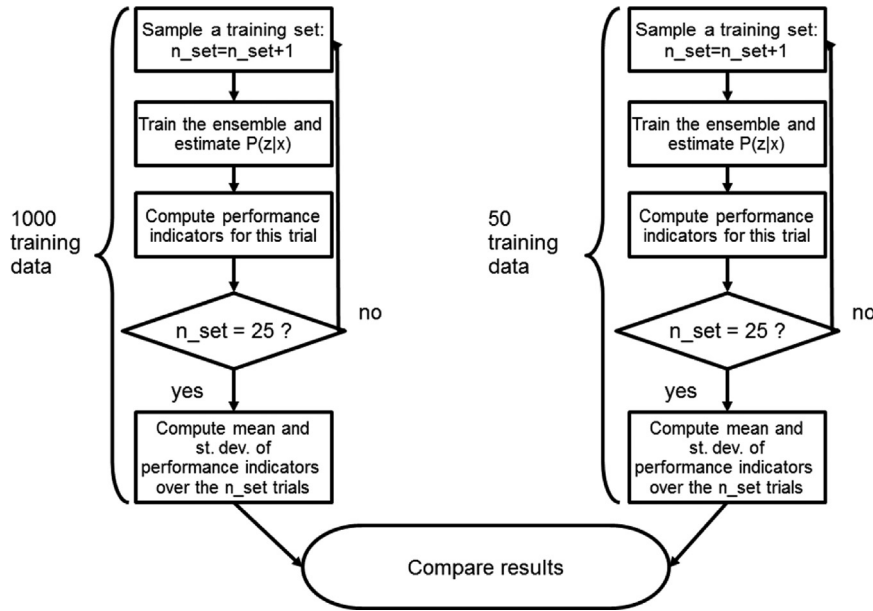 Sample a training set:
n_set=n_set+1
Train the ensemble and
estimate P(z|x)
1000
training
data
Compute performance
indicators for this trial
n_set = 25 ?
no
yes
Compute mean and
st. dev. of
performance indicators
over the n_set trials
Sample a training set:
n_set=n_set+1
Train the ensemble and
estimate P(z|x)
50
training
data
Compute performance
indicators for this trial
n_set = 25 ?
no
yes
Compute mean and
st. dev. of
performance indicators
over the n_set trials
Compare results